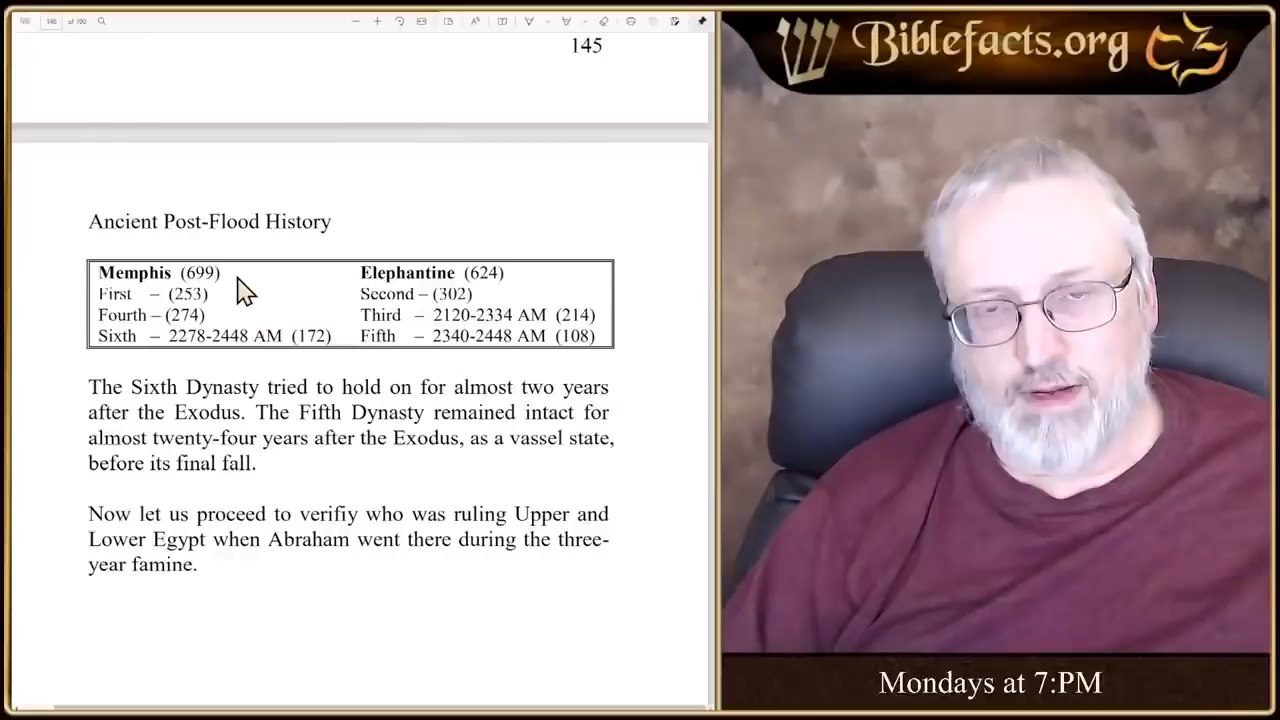 148 of 190
145
Biblefacts.org
Ancient Post-Flood History
Memphis (699) Elephantine (624)
First – (253) Second – (302)
Fourth – (274) Third – 2120-2334 AM (214)
Sixth – 2278-2448 AM (172) Fifth – 2340-2448 AM (108)
The Sixth Dynasty tried to hold on for almost two years
after the Exodus. The Fifth Dynasty remained intact for
almost twenty-four years after the Exodus, as a vassel state,
before its final fall.
Now let us proceed to verifiy who was ruling Upper and
Lower Egypt when Abraham went there during the three-
year famine.
Mondays at 7:PM